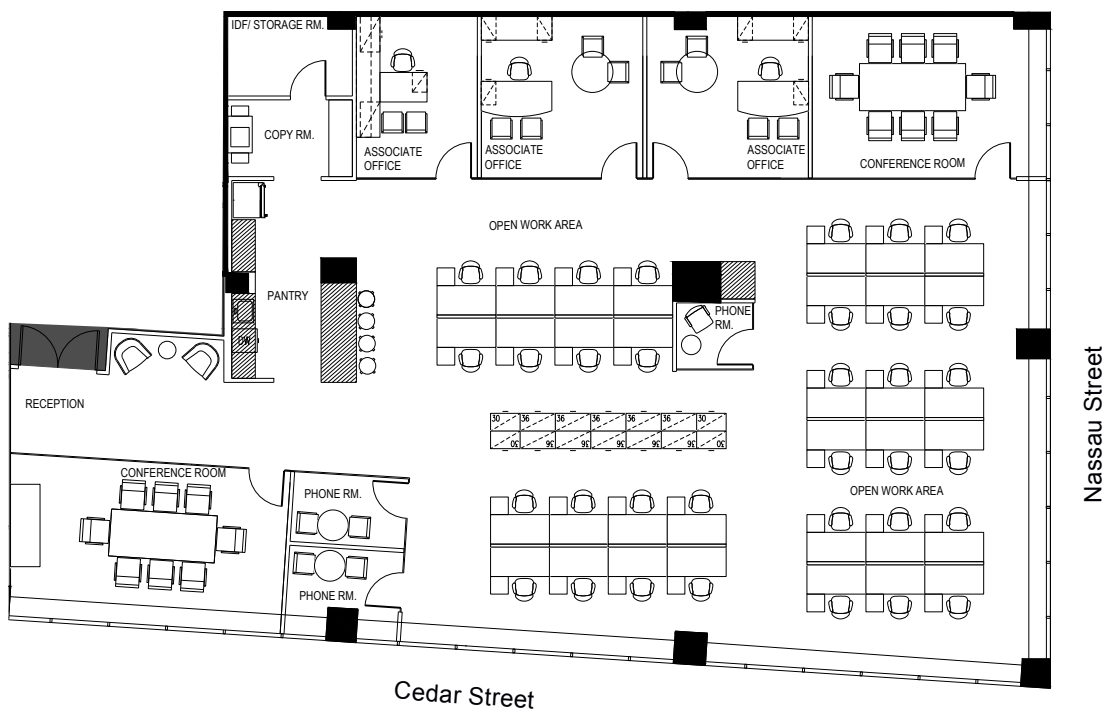 IDF/ STORAGE RM.
COPY RM.
ASSOCIATE
OFFICE
ASSOCIATE
OFFICE
ASSOCIATE
OFFICE
CONFERENCE ROOM
OPEN WORK AREA
PANTRY
DW
PHONE
RM.
RECEPTION
30 36 36 36 36 36 30
30 36 36 36 36 36 30
CONFERENCE ROOM
PHONE RM.
OPEN WORK AREA
PHONE RM.
Nassau Street
Cedar Street